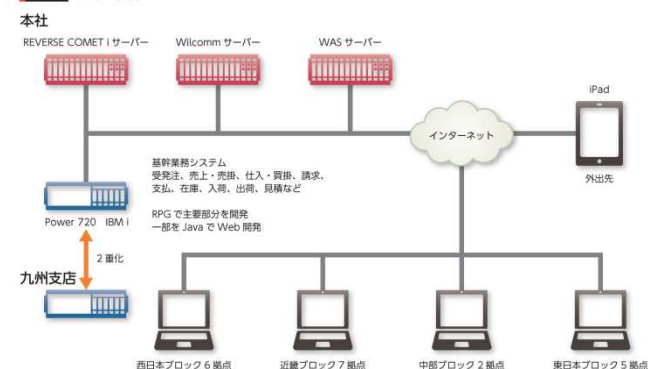 本社
REVERSE COMET i サーバー
Wilcomm サーバー
WAS サーバー
iPad
インターネット
外出先
基幹業務システム
受発注、売上・売掛、仕入・買掛、請求、
支払、在庫、入荷、出荷、見積など
RPG で主要部分を開発
一部を Java で Web 開発
Power 720 IBM i
2 重化
九州支店
西日本ブロック 6 拠点
近畿ブロック 7 拠点
中部ブロック 2 拠点
東日本ブロック 5 拠点